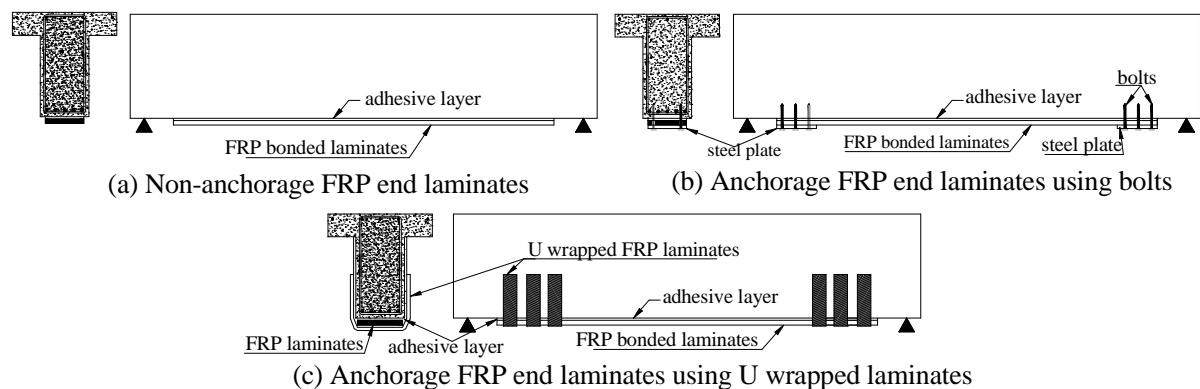 adhesive layer
FRP bonded laminates
(a) Non-anchorage FRP end laminates
bolts
adhesive layer
steel plate
FRP bonded laminates
steel plate
(b) Anchorage FRP end laminates using bolts
U wrapped FRP laminates
adhesive layer
FRP laminates
adhesive layer
FRP bonded laminates
(c) Anchorage FRP end laminates using U wrapped laminates